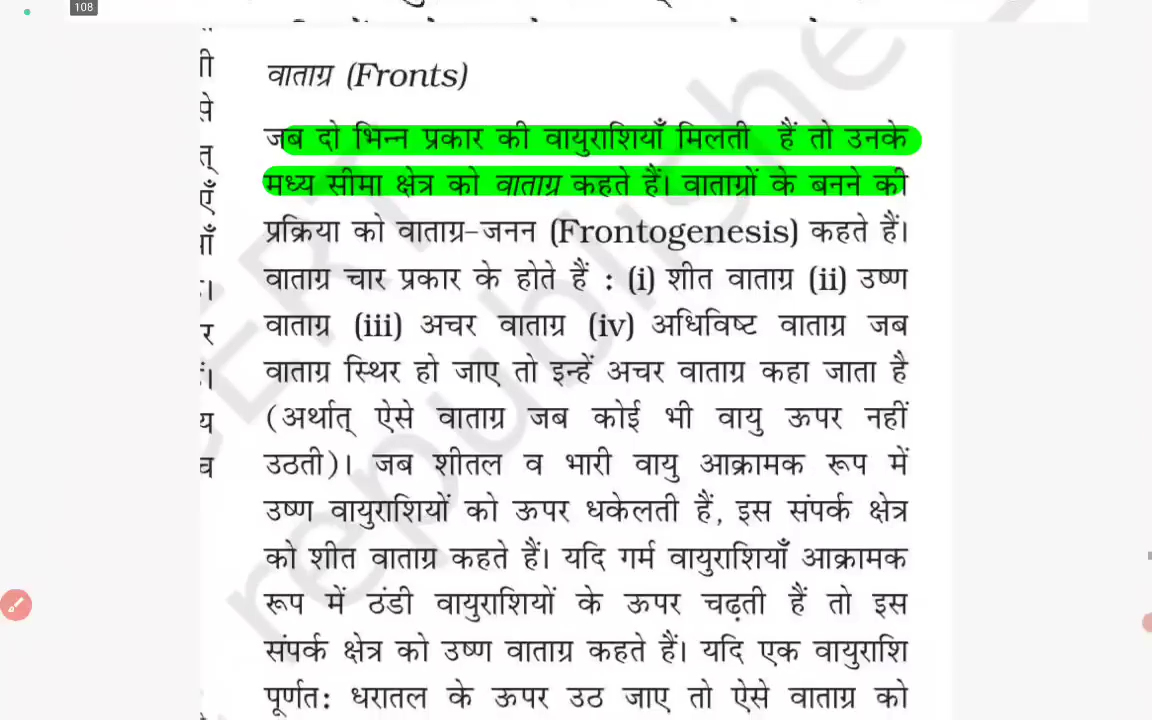 108
वाताग्र (Fronts)
जब दो भिन्न प्रकार की वायुराशियाँ मिलती हैं तो उनके
मध्य सीमा क्षेत्र को वाताग्र कहते हैं। वाताग्रों के बनने की
प्रक्रिया को वाताग्र-जनन (Frontogenesis) कहते हैं।
वाताग्र चार प्रकार के होते हैं : (i) शीत वाताग्र (ii) उष्ण
वाताग्र (iii) अचर वाताग्र (iv) अधिविष्ट वाताग्र जब
वाताग्र स्थिर हो जाए तो इन्हें अचर वाताग्र कहा जाता है
(अर्थात् ऐसे वाताग्र जब कोई भी वायु ऊपर नहीं
उठती)। जब शीतल व भारी वायु आक्रामक रूप में
उष्ण वायुराशियों को ऊपर धकेलती हैं, इस संपर्क क्षेत्र
को शीत वाताग्र कहते हैं। यदि गर्म वायुराशियाँ आक्रामक
रूप में ठंडी वायुराशियों के ऊपर चढ़ती हैं तो इस
संपर्क क्षेत्र को उष्ण वाताग्र कहते हैं। यदि एक वायुराशि
पूर्णत: धरातल के ऊपर उठ जाए तो ऐसे वाताग्र को